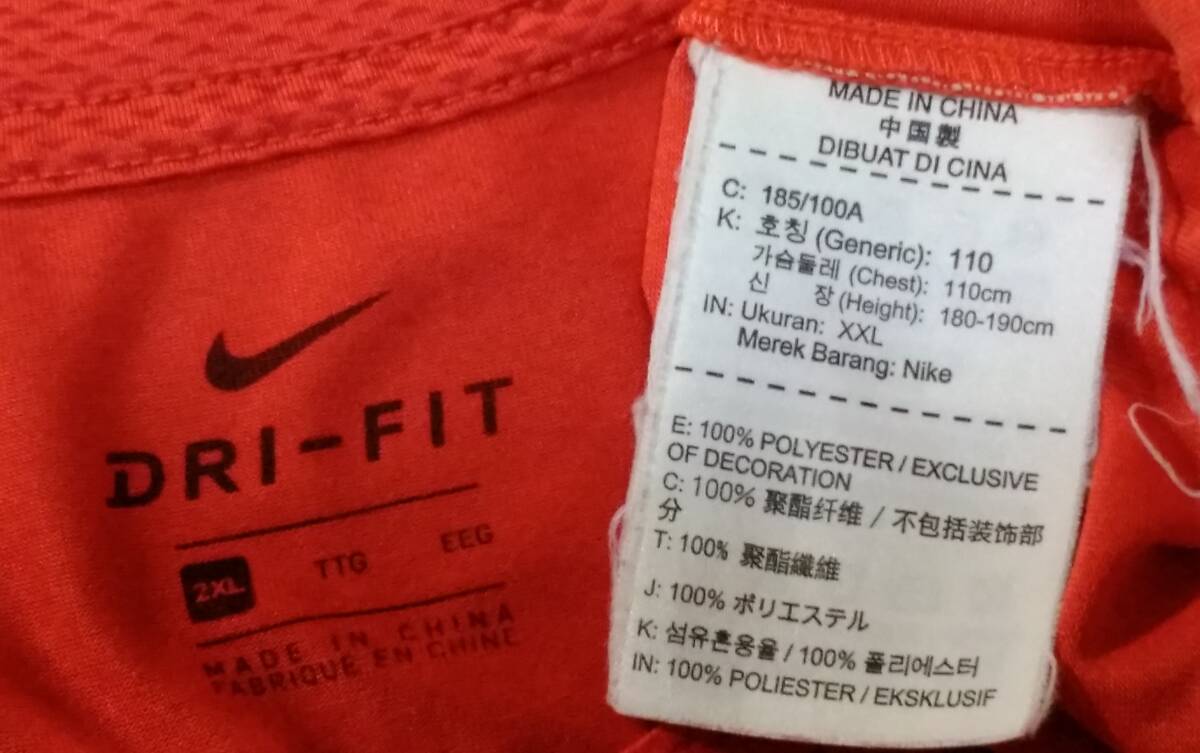 DRI-FIT
2XL TTG EEG
MADE IN CHINA
FABRIQUE EN CHINE
MADE IN CHINA
中国製
DIBUAT DI CINA
C: 185/100A
K: 호칭 (Generic): 110
가슴둘레 (Chest): 110cm
신 장 (Height): 180-190cm
IN: Ukuran: XXL
Merek Barang: Nike
E: 100% POLYESTER / EXCLUSIVE
OF DECORATION
C: 100% 聚酯纤维 / 不包括装饰部
分
T: 100% 聚酯纖維
J: 100% ポリエステル
K: 섬유혼용율 / 100% 폴리에스터
IN: 100% POLIESTER / EKSKLUSIF